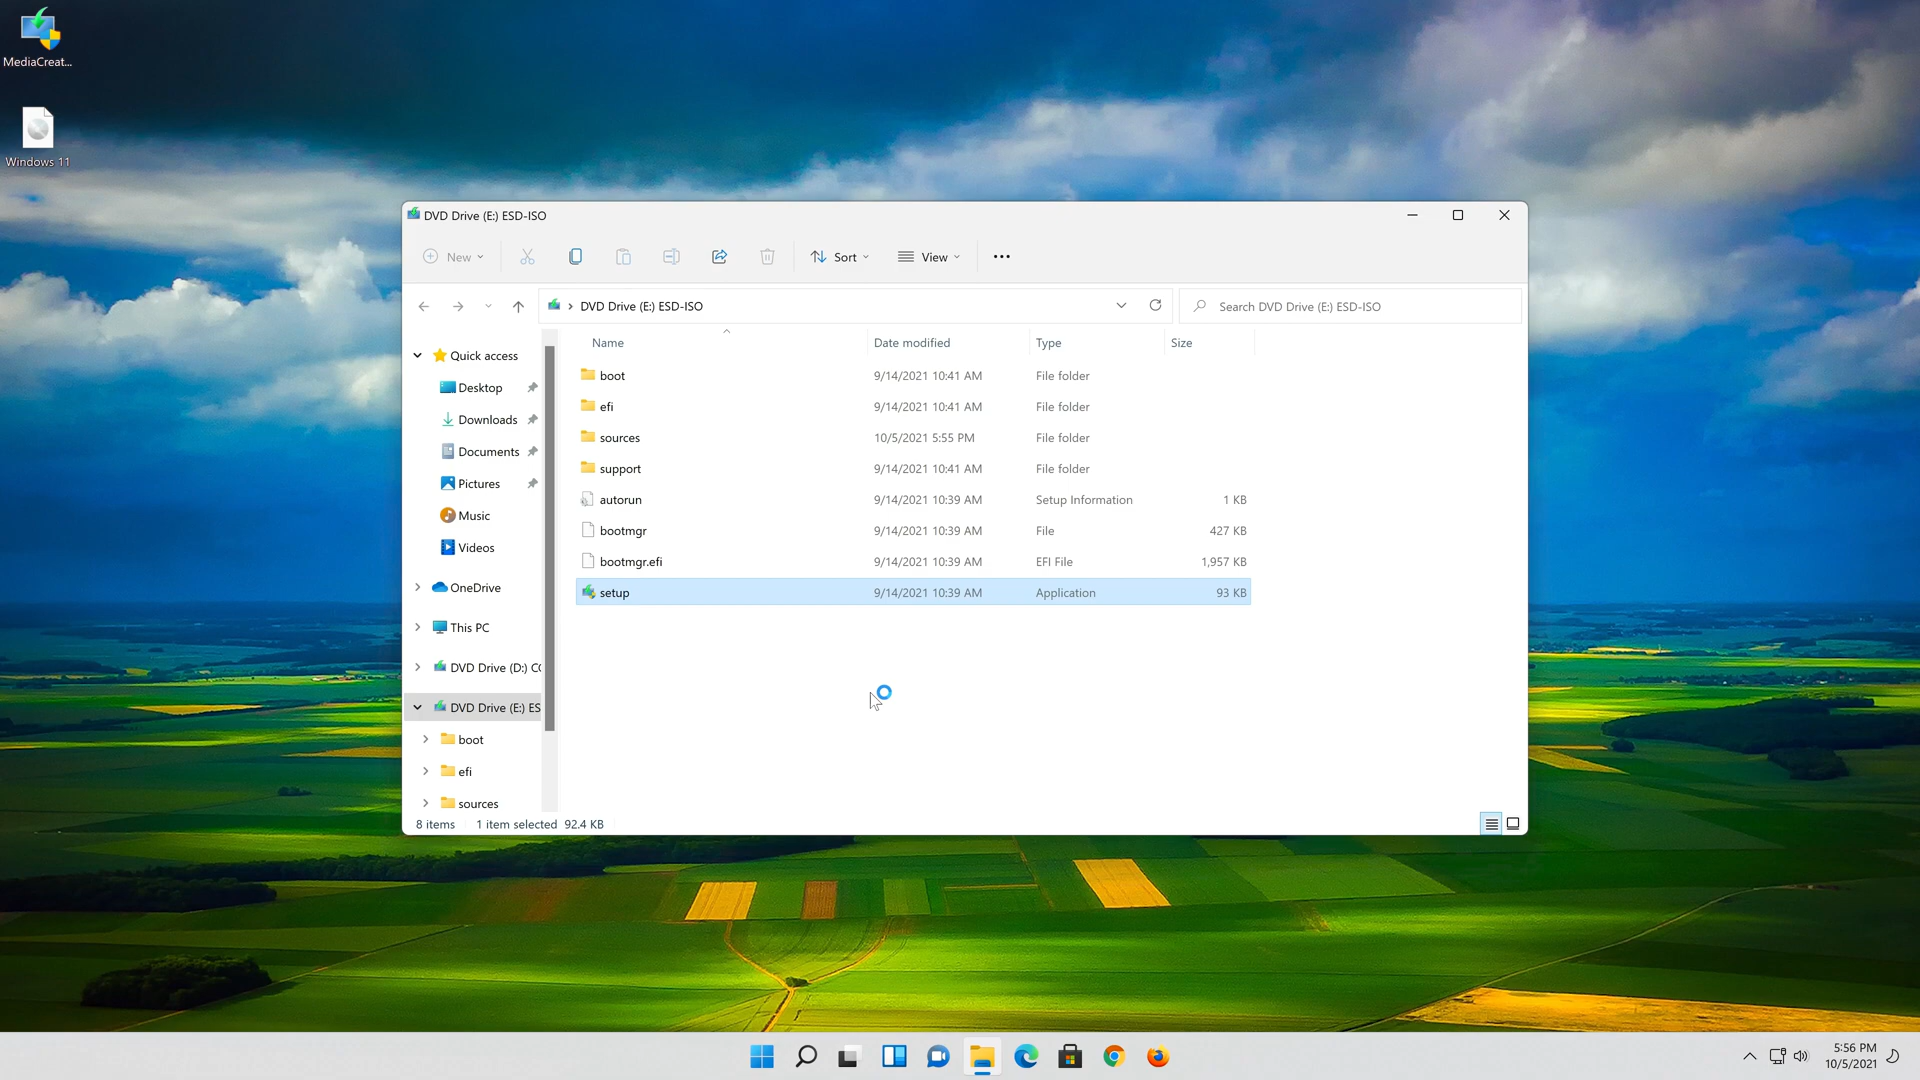 MediaCreat...
Windows 11
DVD Drive (E:) ESD-ISO
New
Sort
View
DVD Drive (E:) ESD-ISO
Search DVD Drive (E:) ESD-ISO
Name Date modified Type Size
boot 9/14/2021 10:41 AM File folder
efi 9/14/2021 10:41 AM File folder
sources 10/5/2021 5:55 PM File folder
support 9/14/2021 10:41 AM File folder
autorun 9/14/2021 10:39 AM Setup Information 1 KB
bootmgr 9/14/2021 10:39 AM File 427 KB
bootmgr.efi 9/14/2021 10:39 AM EFI File 1,957 KB
setup 9/14/2021 10:39 AM Application 93 KB
Quick access
Desktop
Downloads
Documents
Pictures
Music
Videos
OneDrive
This PC
DVD Drive (D:) CC
DVD Drive (E:) ES
boot
efi
sources
8 items 1 item selected 92.4 KB
5:56 PM
10/5/2021